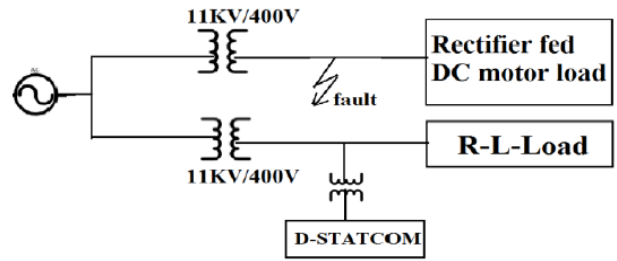 11KV/400V
Rectifier fed
DC motor load
fault
R-L-Load
11KV/400V
D-STATCOM